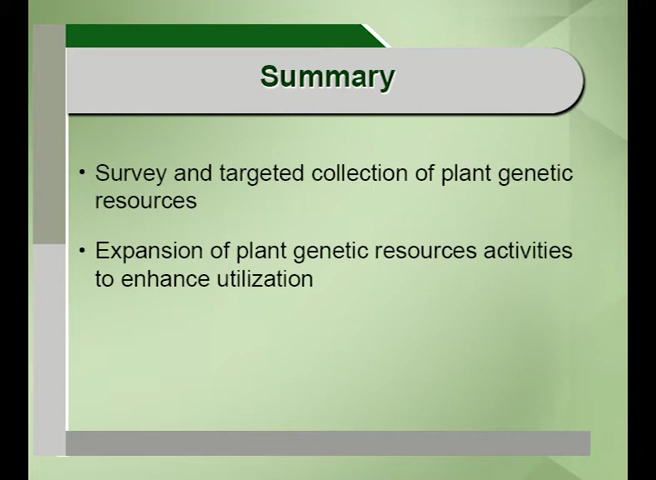 Summary
• Survey and targeted collection of plant genetic
resources
• Expansion of plant genetic resources activities
to enhance utilization